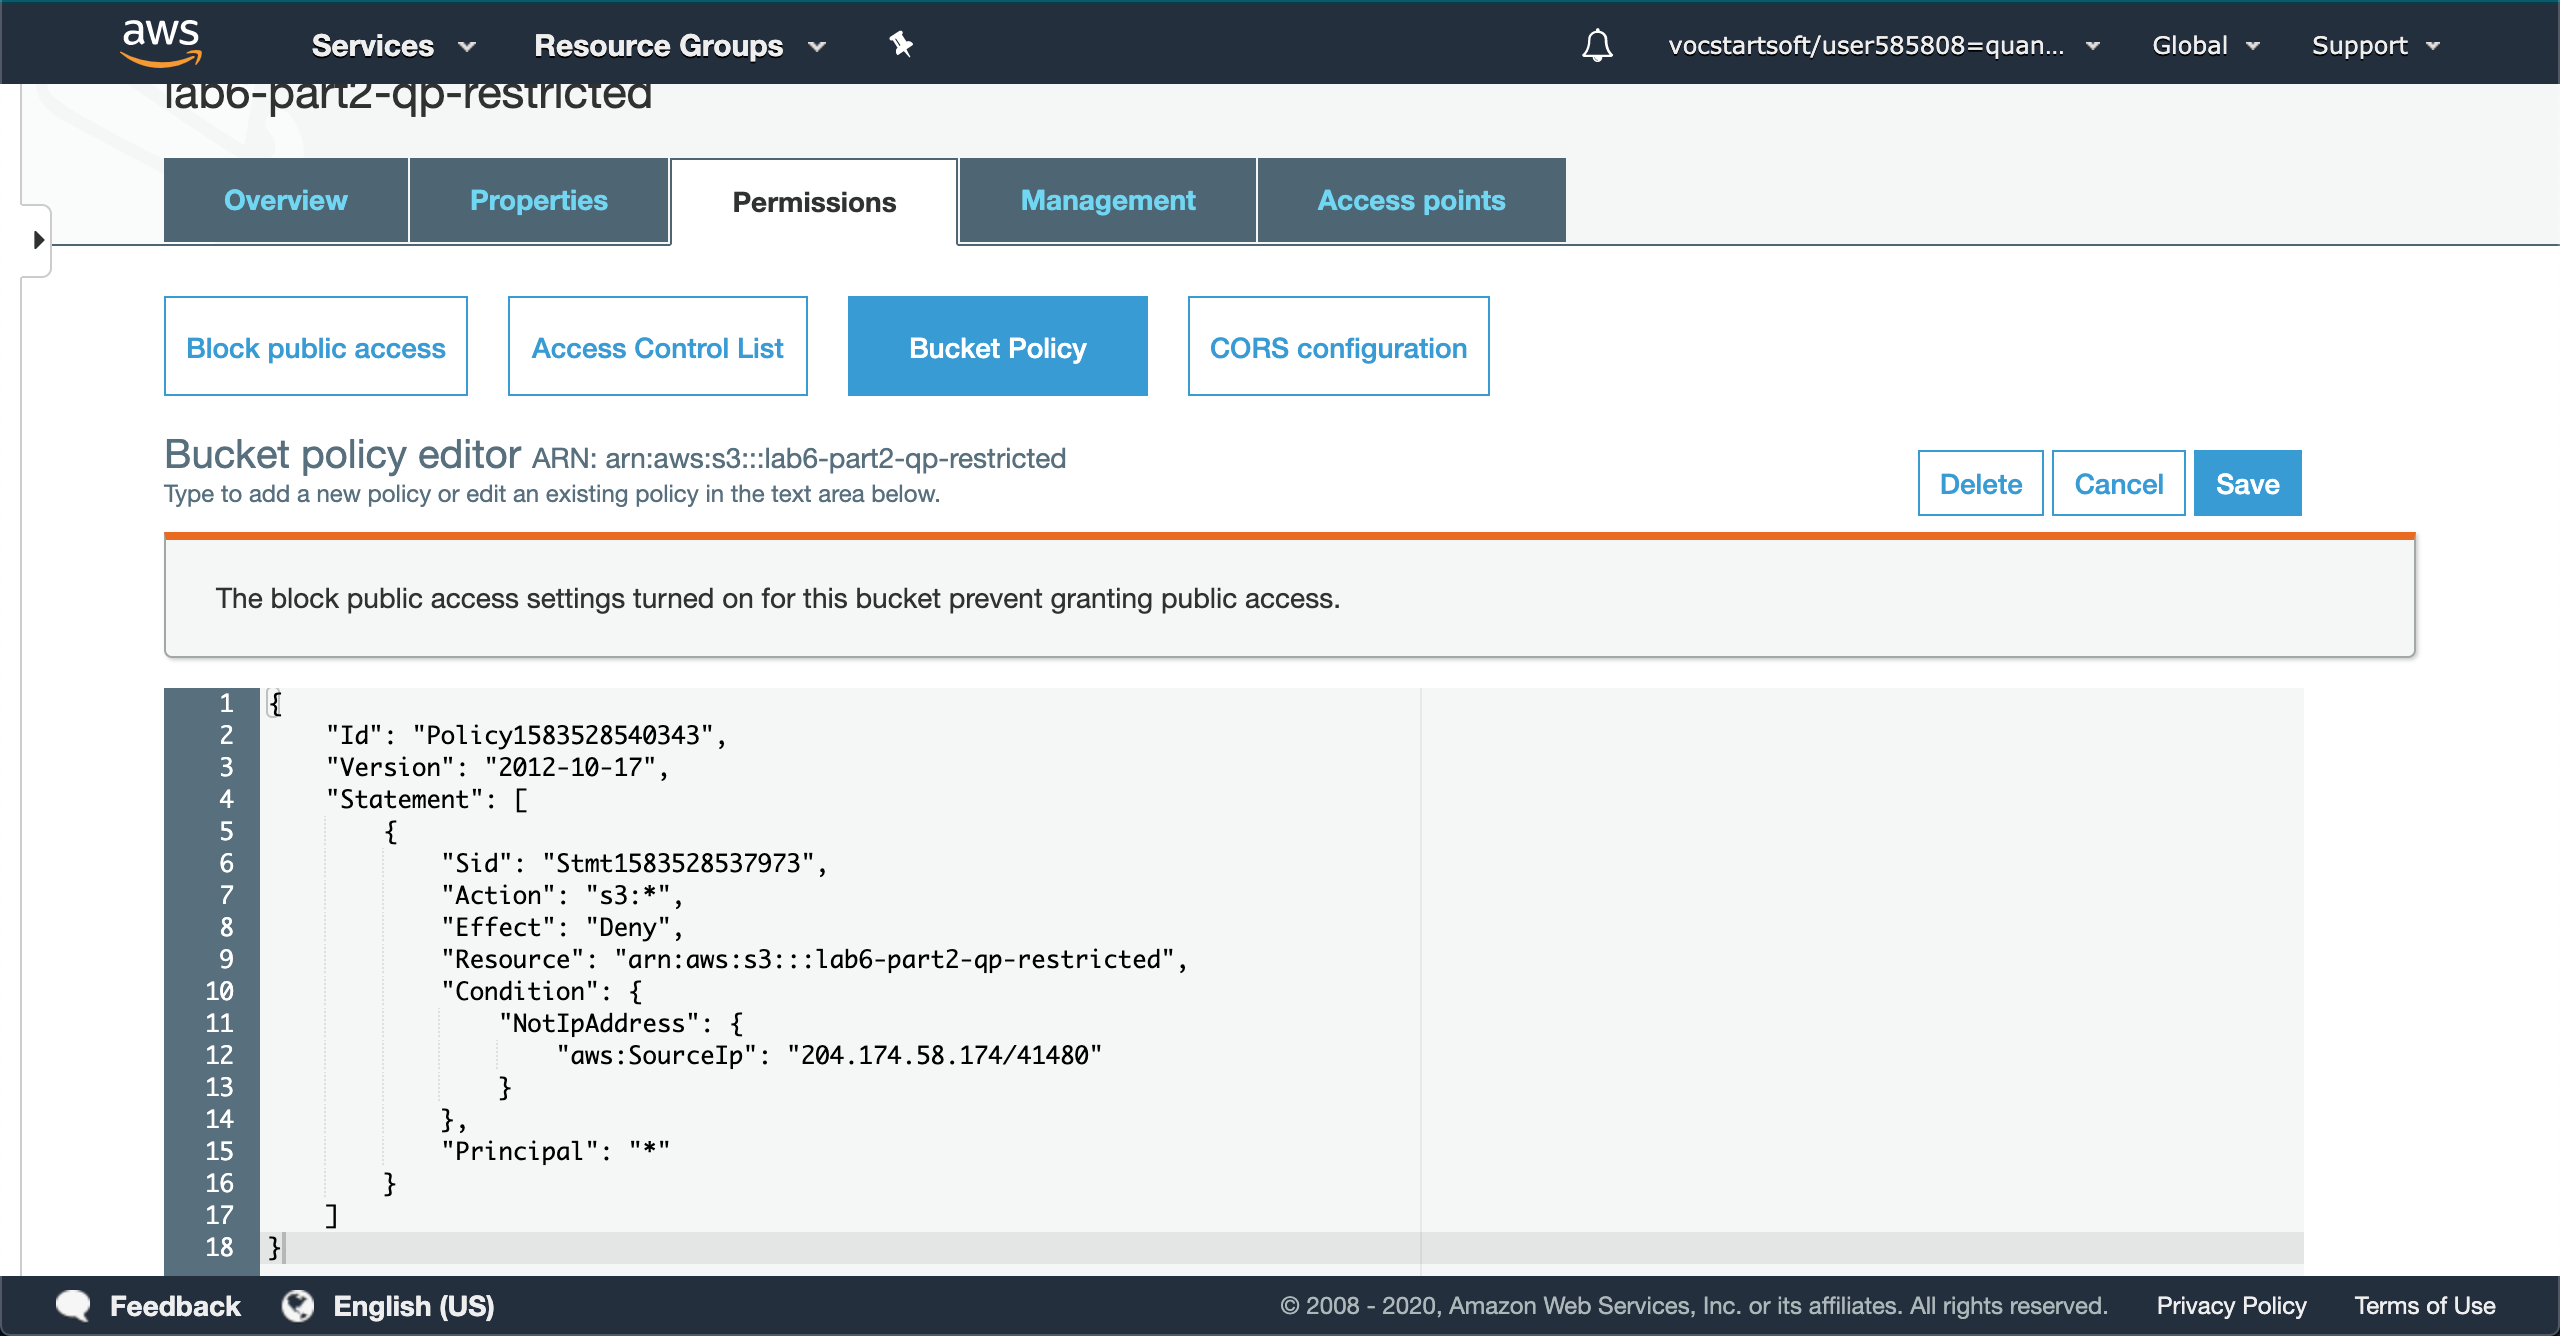 aws Services Resource Groups vocstartsoft/user585808=quan... Global Support
lab6-part2-qp-restricted
Overview Properties Permissions Management Access points
Block public access Access Control List Bucket Policy CORS configuration
Bucket policy editor ARN: arn:aws:s3:::lab6-part2-qp-restricted
Type to add a new policy or edit an existing policy in the text area below.
Delete Cancel Save
The block public access settings turned on for this bucket prevent granting public access.
1 {
2 "Id": "Policy1583528540343",
3 "Version": "2012-10-17",
4 "Statement": [
5 {
6 "Sid": "Stmt1583528537973",
7 "Action": "s3:*",
8 "Effect": "Deny",
9 "Resource": "arn:aws:s3:::lab6-part2-qp-restricted",
10 "Condition": {
11 "NotIpAddress": {
12 "aws:SourceIp": "204.174.58.174/41480"
13 }
14 },
15 "Principal": "*"
16 }
17 ]
18 }
Feedback English (US) © 2008 - 2020, Amazon Web Services, Inc. or its affiliates. All rights reserved. Privacy Policy Terms of Use